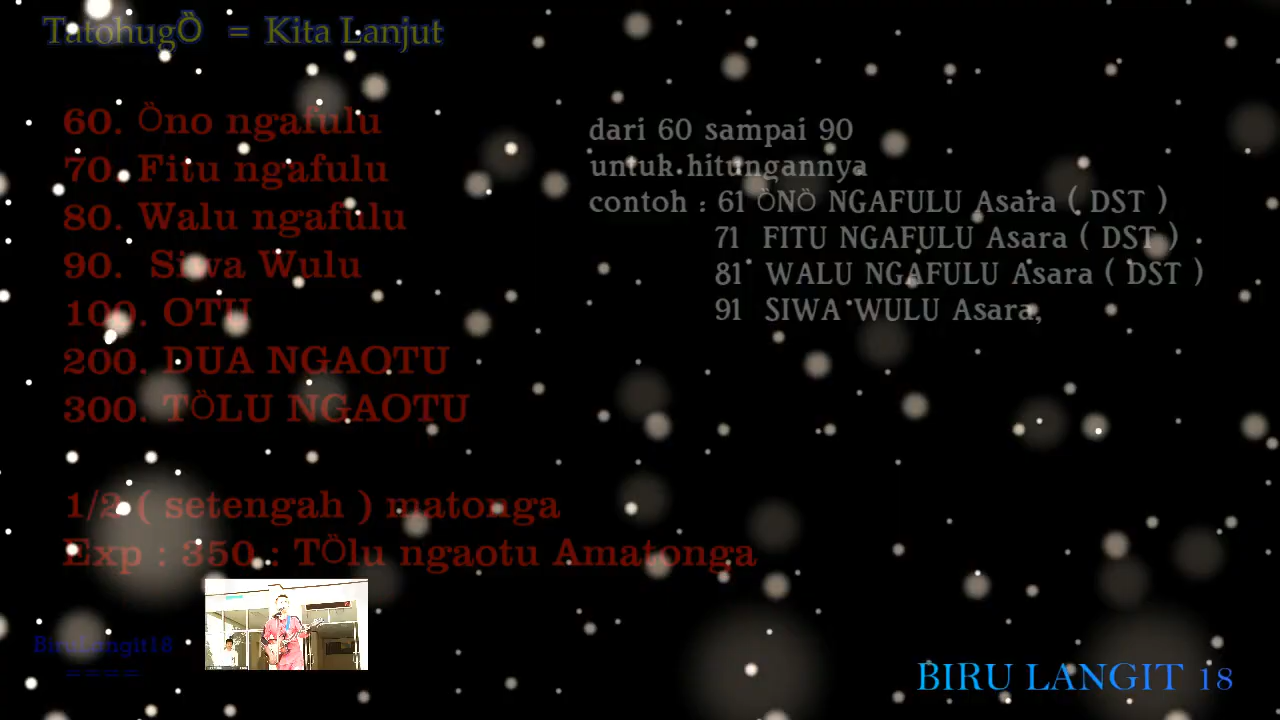 TatohugÖ = Kita Lanjut
60. Öno ngafulu
70. Fitu ngafulu
80. Walu ngafulu
90. Siwa Wulu
100. OTU
200. DUA NGAOTU
300. TÖLU NGAOTU
1/2 ( setengah ) matonga
Exp : 350 : TÖlu ngaotu Amatonga
dari 60 sampai 90
untuk hitungannya
contoh : 61 ÖNÖ NGAFULU Asara ( DST )
71 FITU NGAFULU Asara ( DST )
81 WALU NGAFULU Asara ( DST )
91 SIWA WULU Asara,
BiruLangit18
====
BIRU LANGIT 18